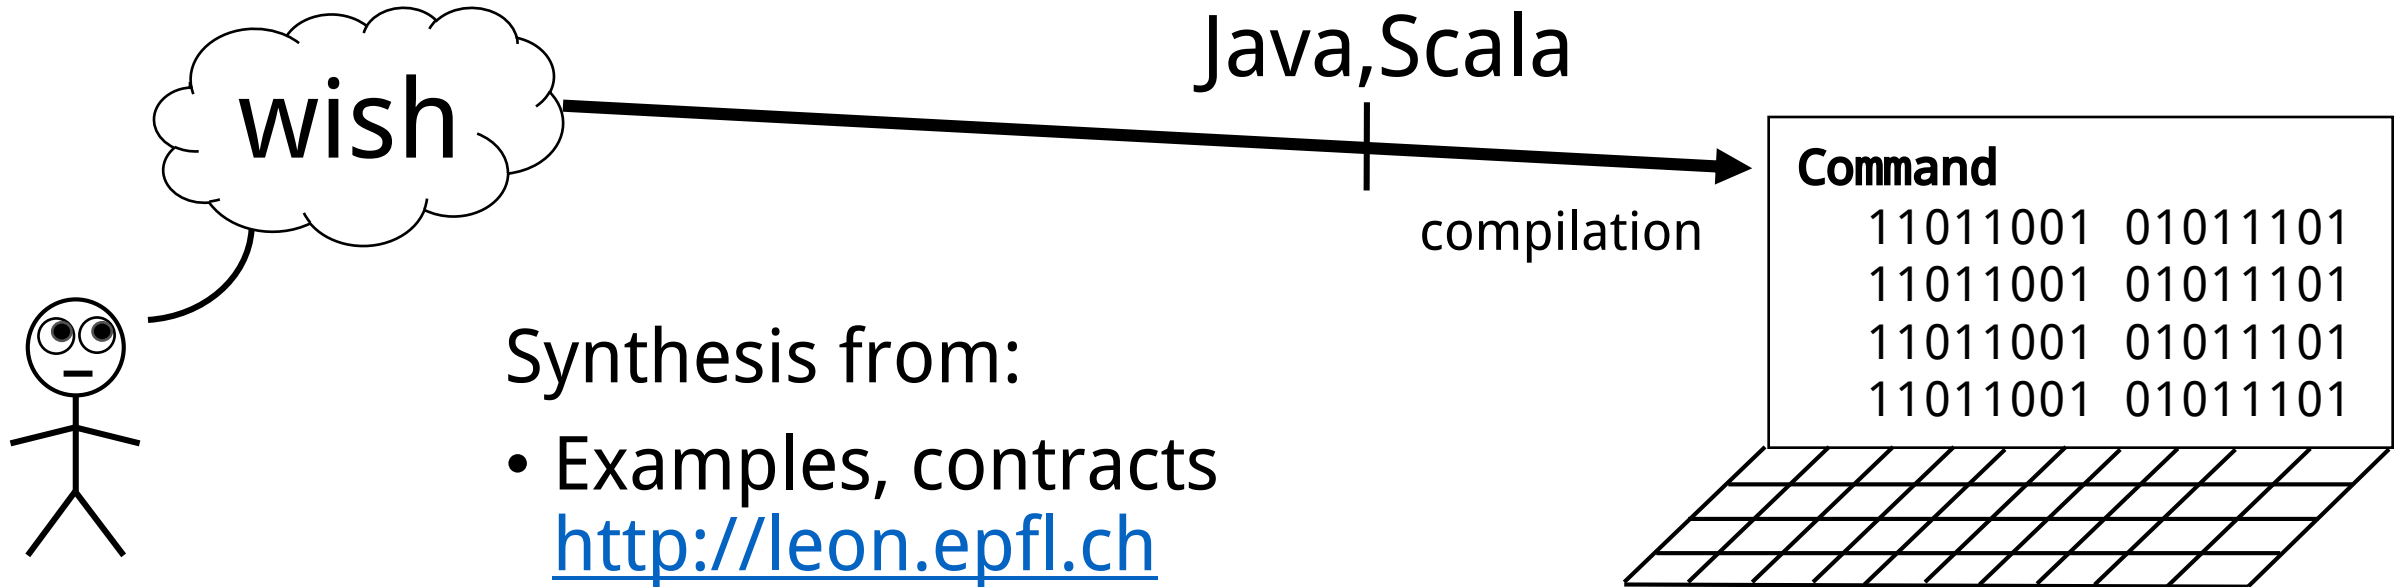 wish
Java,Scala
compilation
Command
11011001 01011101
11011001 01011101
11011001 01011101
11011001 01011101
Synthesis from:
• Examples, contracts
http://leon.epfl.ch